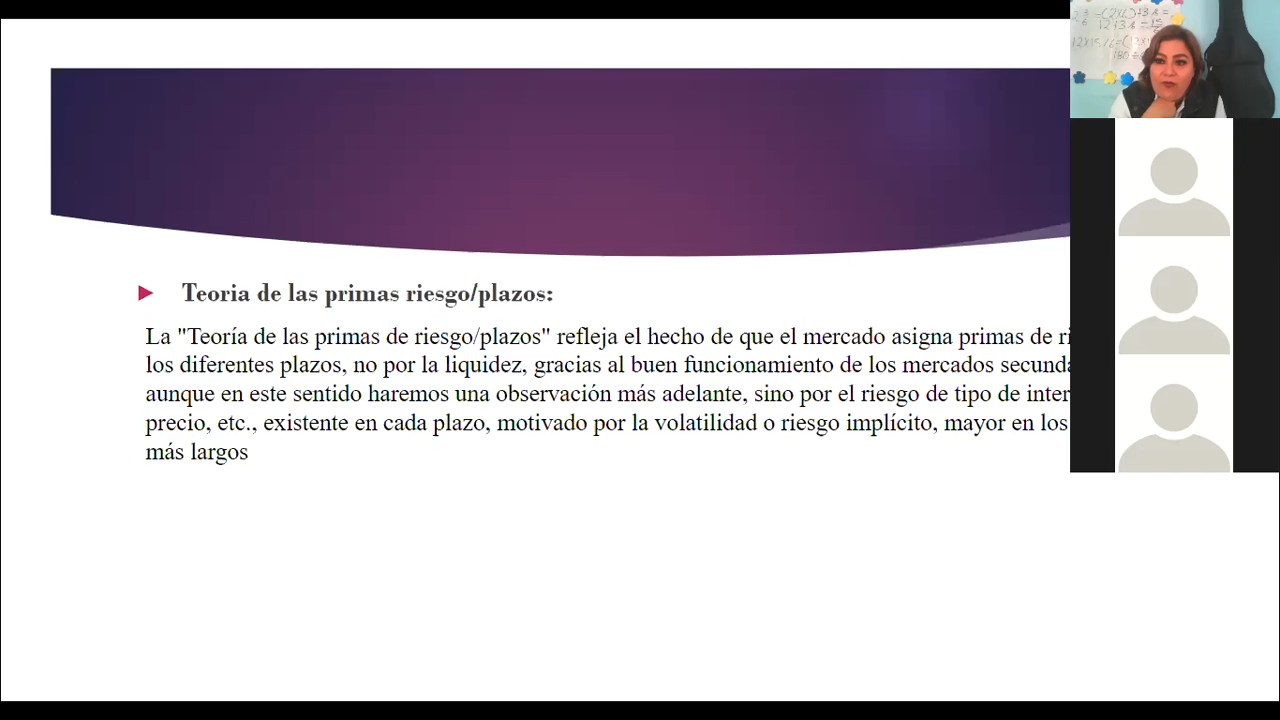 Teoria de las primas riesgo/plazos:
La "Teoría de las primas de riesgo/plazos" refleja el hecho de que el mercado asigna primas de
los diferentes plazos, no por la liquidez, gracias al buen funcionamiento de los mercados
aunque en este sentido haremos una observación más adelante, sino por el riesgo de tipo de
precio, etc., existente en cada plazo, motivado por la volatilidad o riesgo implícito, mayor en los
más largos